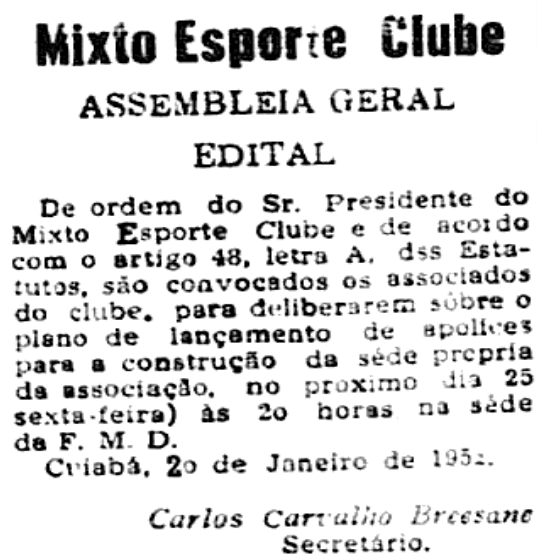 Mixto Esporte Clube
ASSEMBLEIA GERAL
EDITAL
De ordem do Sr. Presidente do
Mixto Esporte Clube e de acordo
com o artigo 48, letra A. dss Esta-
tutos, são convocados os associados
do clube, para deliberarem sôbre o
plano de lançamento de apolices
para a construção da séde propria
da associação, no proximo dia 25
sexta-feira) às 20 horas na séde
da F. M. D.
Cuiabá, 20 de Janeiro de
Carlos Carvalho
Secretário.